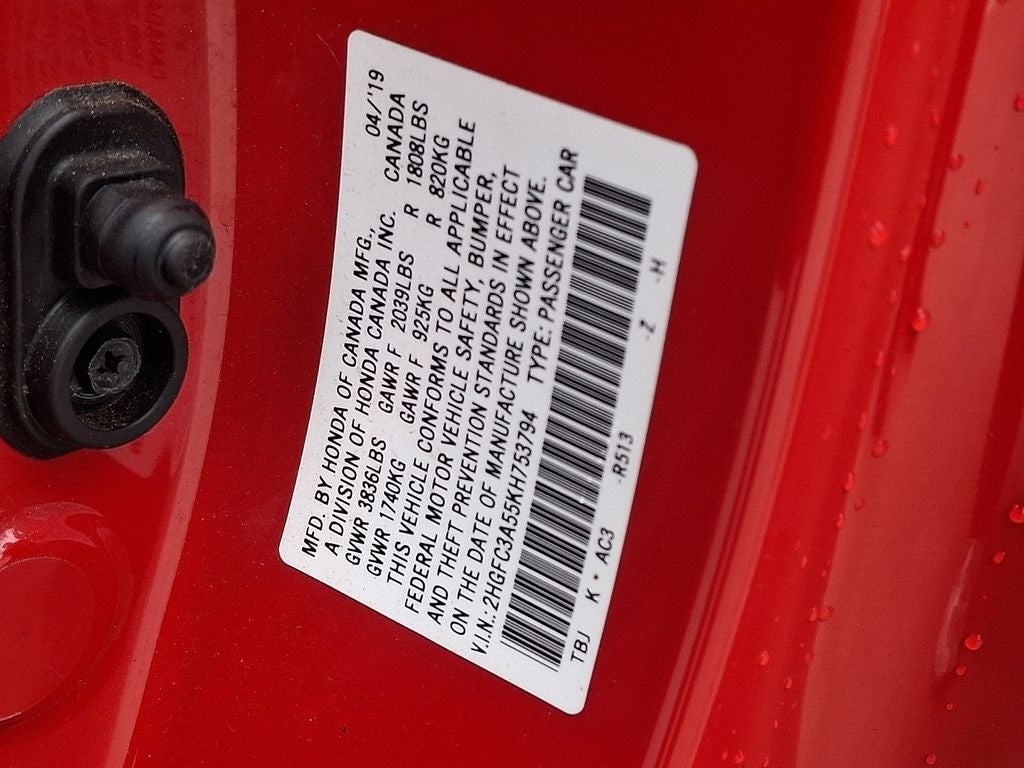 MFD. BY HONDA OF CANADA MFG., 04/'19
A DIVISION OF HONDA CANADA INC. CANADA
GVWR 3836LBS GAWR F 2039LBS R 1808LBS
GVWR 1740KG GAWR F 925KG R 820KG
THIS VEHICLE CONFORMS TO ALL APPLICABLE
FEDERAL MOTOR VEHICLE SAFETY, BUMPER,
AND THEFT PREVENTION STANDARDS IN EFFECT
ON THE DATE OF MANUFACTURE SHOWN ABOVE.
V.I.N.: 2HGFC3A55KH753794 TYPE: PASSENGER CAR
TBJ K • AC3 -R513 -Z -H